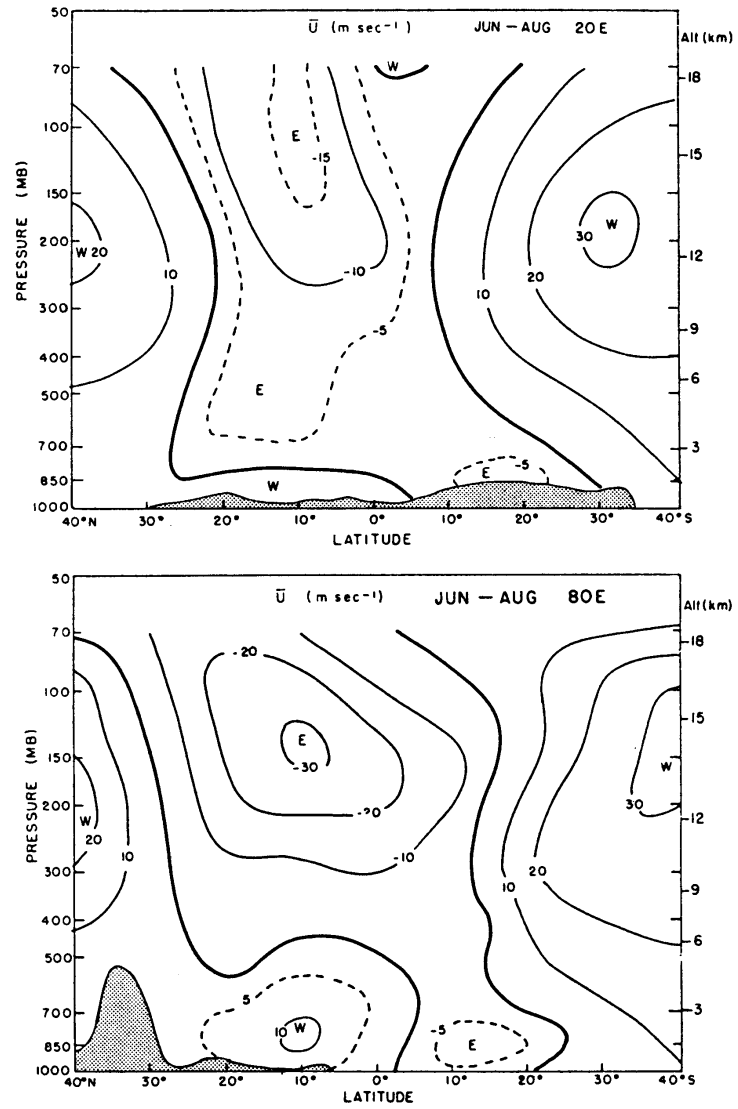 Ū (m sec⁻¹) JUN — AUG 20 E
Alt (km)
50
70
100
150
200
300
400
500
700
850
1000
PRESSURE (MB)
18
15
12
9
6
3
W
E
-15
W 20
10
-10
-5
E
W
30
20
10
W
E
-5
40°N
30°
20°
10°
0°
10°
20°
30°
40°S
LATITUDE
Ū (m sec⁻¹) JUN — AUG 80E
Alt (km)
50
70
100
150
200
300
400
500
700
850
1000
PRESSURE (MB)
18
15
12
9
6
3
-20
E
-30
-20
-10
W
20
10
W
30
20
10
5
10 W
-5
E
40°N
30°
20°
10°
0°
10°
20°
30°
40°S
LATITUDE